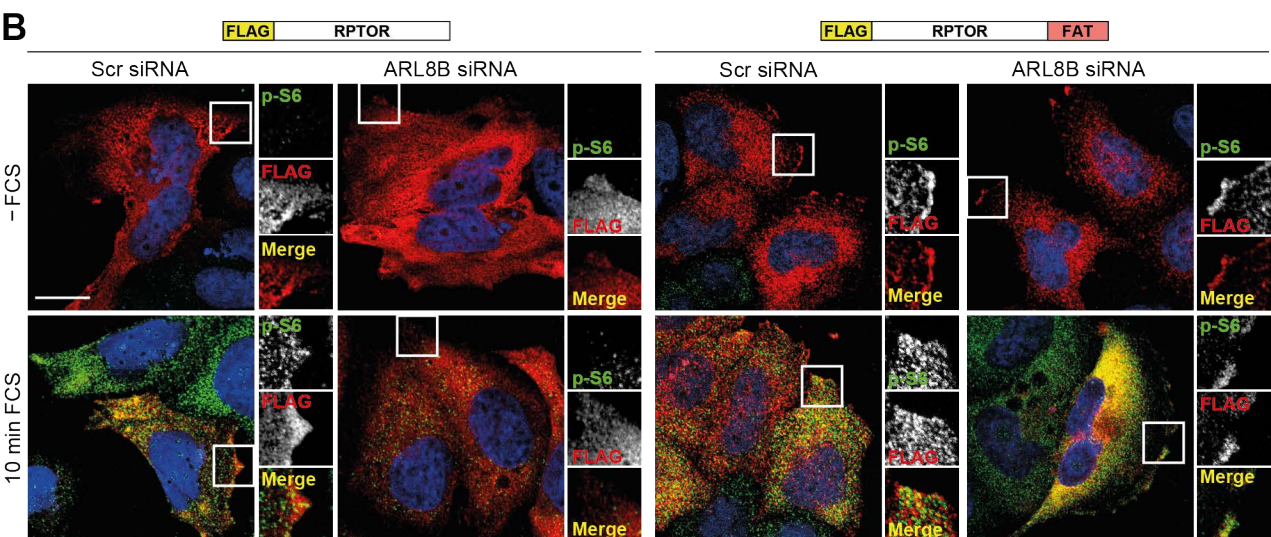 B
FLAG RPTOR
FLAG RPTOR FAT
Scr siRNA
ARL8B siRNA
Scr siRNA
ARL8B siRNA
– FCS
p-S6
FLAG
Merge
p-S6
FLAG
Merge
p-S6
FLAG
Merge
p-S6
FLAG
Merge
10 min FCS
p-S6
FLAG
Merge
p-S6
FLAG
Merge
p-S6
FLAG
Merge
p-S6
FLAG
Merge